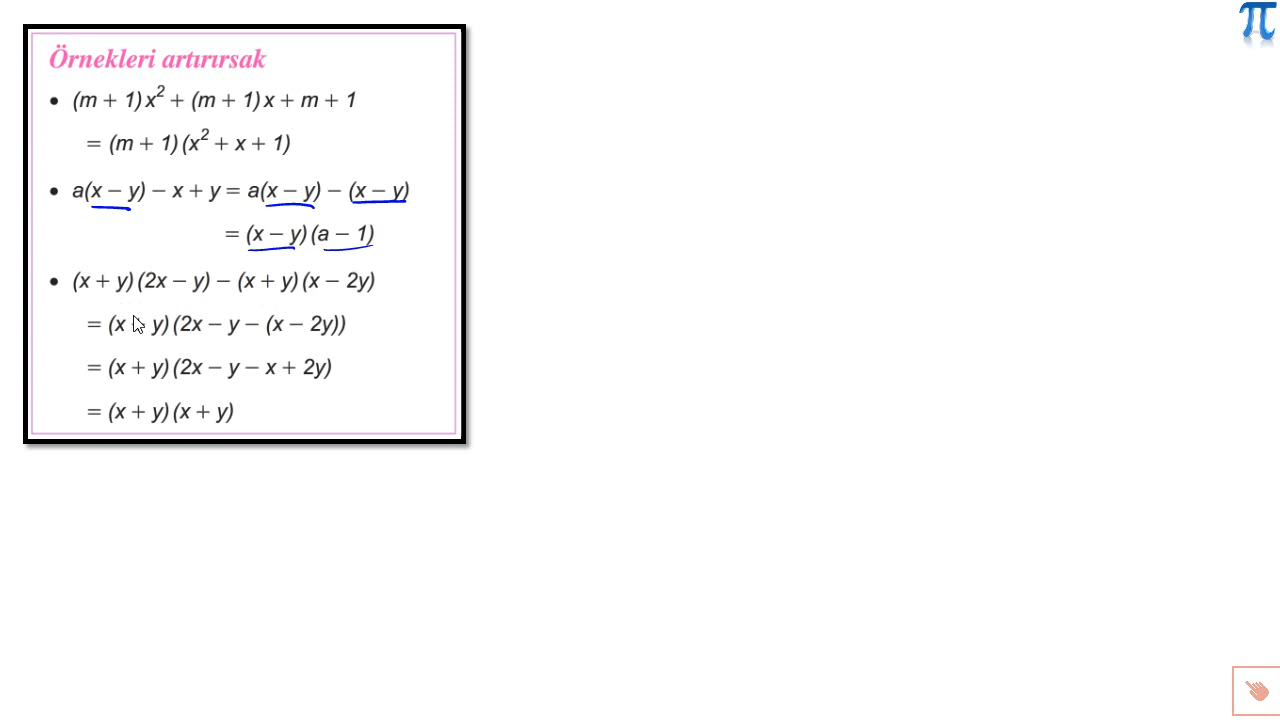 Örnekleri artırırsak
• (m + 1)x² + (m + 1)x + m + 1
= (m + 1)(x² + x + 1)
• a(x − y) − x + y = a(x − y) − (x − y)
= (x − y)(a − 1)
• (x + y)(2x − y) − (x + y)(x − 2y)
= (x y)(2x − y − (x − 2y))
= (x + y)(2x − y − x + 2y)
= (x + y)(x + y)
π